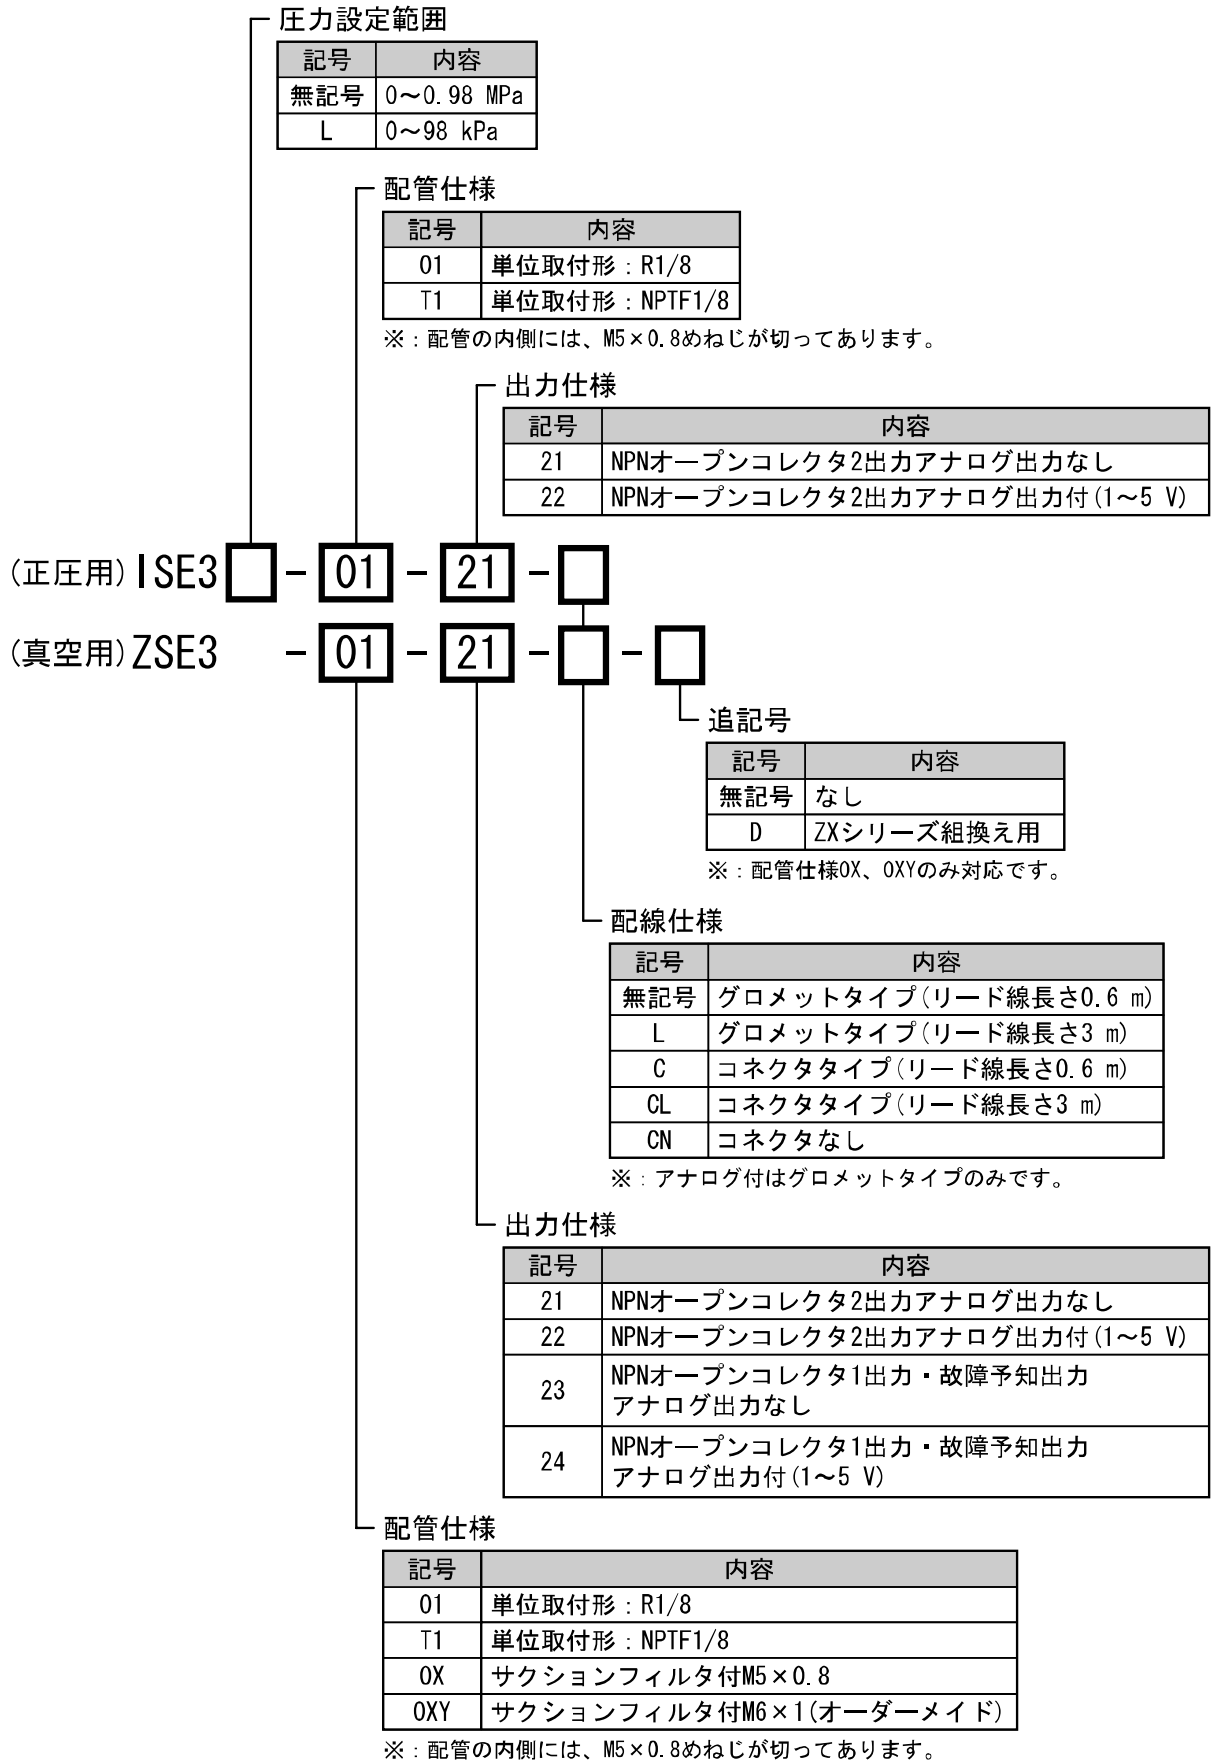 圧力設定範囲
記号 内容
無記号 0～0.98 MPa
L 0～98 kPa
配管仕様
記号 内容
01 単位取付形：R1/8
T1 単位取付形：NPTF1/8
※：配管の内側には、M5×0.8めねじが切ってあります。
出力仕様
記号 内容
21 NPNオープンコレクタ2出力アナログ出力なし
22 NPNオープンコレクタ2出力アナログ出力付(1～5 V)
(正圧用)ISE3 - 01 - 21 -
(真空用)ZSE3 - 01 - 21 - -
追記号
記号 内容
無記号 なし
D ZXシリーズ組換え用
※：配管仕様0X、0XYのみ対応です。
配線仕様
記号 内容
無記号 グロメットタイプ(リード線長さ0.6 m)
L グロメットタイプ(リード線長さ3 m)
C コネクタタイプ(リード線長さ0.6 m)
CL コネクタタイプ(リード線長さ3 m)
CN コネクタなし
※：アナログ付はグロメットタイプのみです。
出力仕様
記号 内容
21 NPNオープンコレクタ2出力アナログ出力なし
22 NPNオープンコレクタ2出力アナログ出力付(1～5 V)
23 NPNオープンコレクタ1出力・故障予知出力
アナログ出力なし
24 NPNオープンコレクタ1出力・故障予知出力
アナログ出力付(1～5 V)
配管仕様
記号 内容
01 単位取付形：R1/8
T1 単位取付形：NPTF1/8
0X サクションフィルタ付M5×0.8
0XY サクションフィルタ付M6×1(オーダーメイド)
※：配管の内側には、M5×0.8めねじが切ってあります。